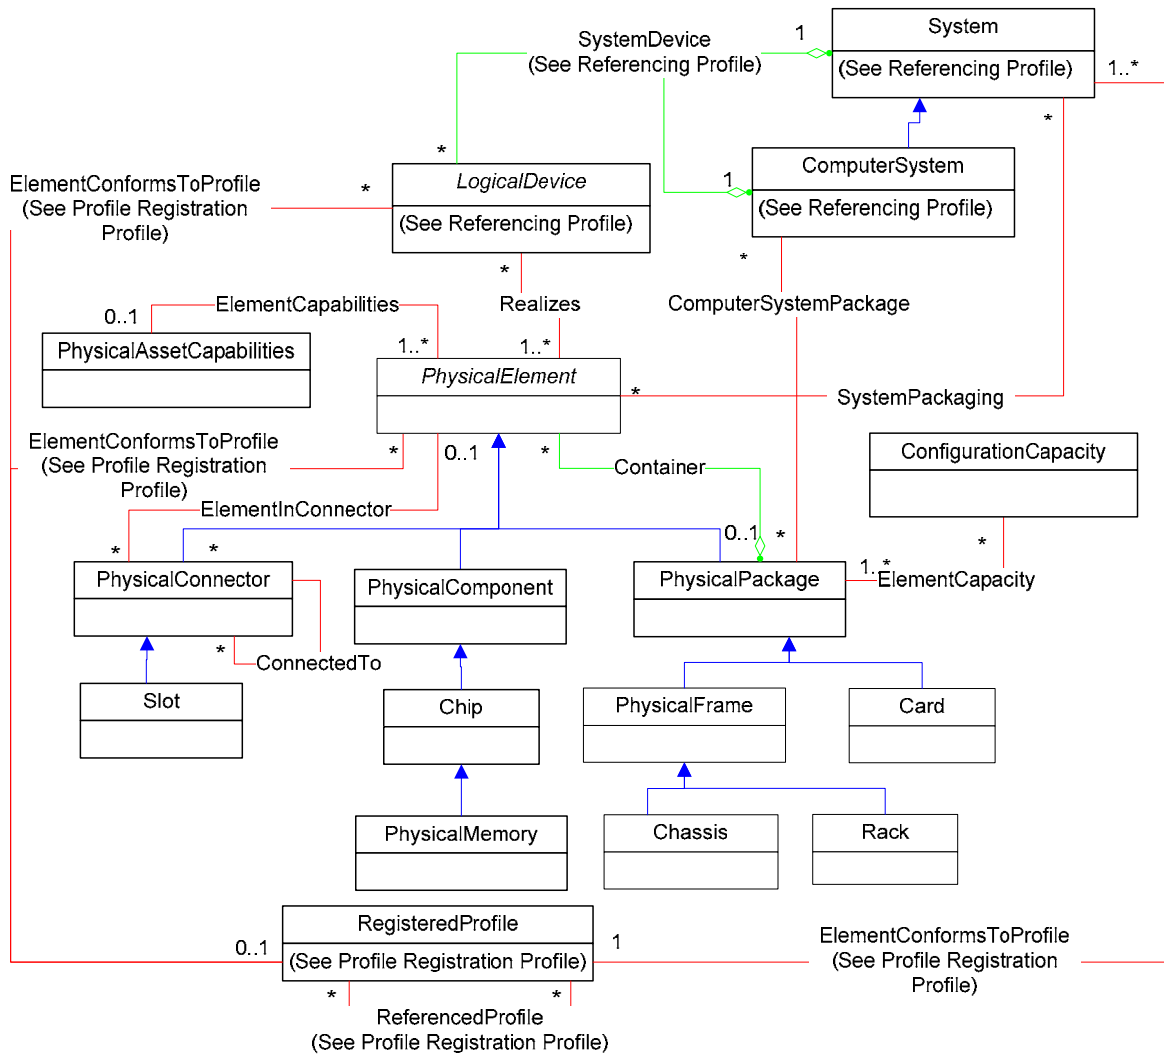 System
(See Referencing Profile)
1
1..*
*
SystemDevice
(See Referencing Profile)
*
1
ComputerSystem
(See Referencing Profile)
*
LogicalDevice
(See Referencing Profile)
*
*
ElementConformsToProfile
(See Profile Registration
Profile)
ElementCapabilities
0..1
1..*
Realizes
1..*
ComputerSystemPackage
PhysicalAssetCapabilities
PhysicalElement
*
SystemPackaging
ElementConformsToProfile
(See Profile Registration
Profile)
*
0..1
*
Container
0..1
*
ConfigurationCapacity
*
ElementInConnector
*
*
PhysicalConnector
PhysicalComponent
PhysicalPackage
1..*
ElementCapacity
*
ConnectedTo
Slot
Chip
PhysicalFrame
Card
PhysicalMemory
Chassis
Rack
RegisteredProfile
(See Profile Registration Profile)
0..1
1
ElementConformsToProfile
(See Profile Registration
Profile)
*
*
ReferencedProfile
(See Profile Registration Profile)